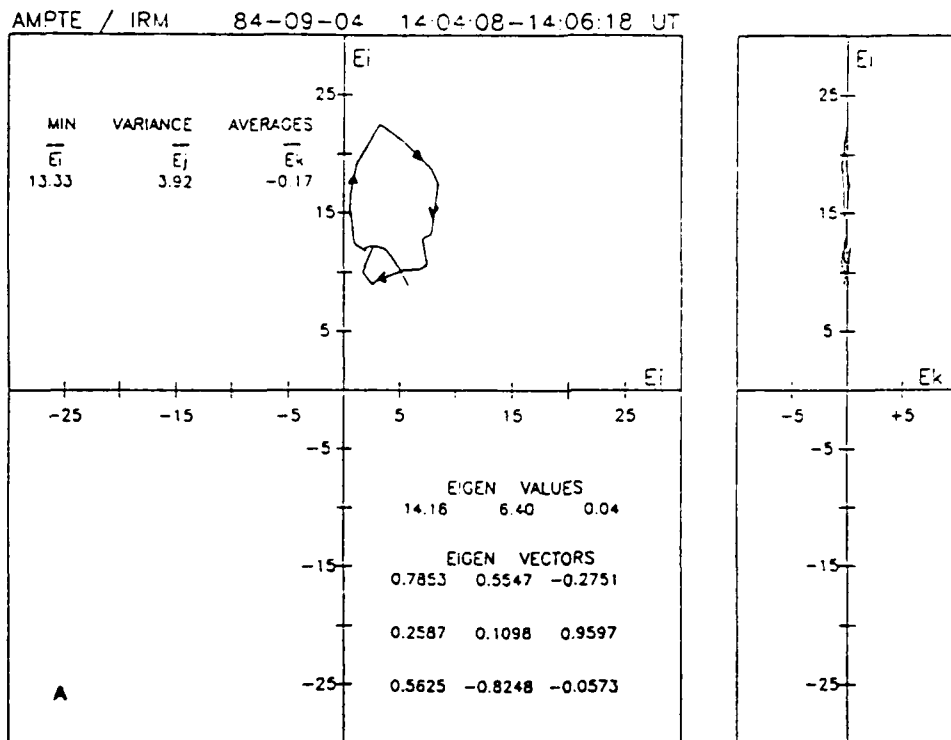 AMPTE / IRM 84-09-04 14:04:08-14:06:18 UT
Ei
Ei
25
25
MIN VARIANCE AVERAGES
Ei Ej Ek
13.33 3.92 -0.17
15
15
5
5
Ei
Ek
-25 -15 -5 5 15 25
-5 +5
-5
-5
EIGEN VALUES
14.16 6.40 0.04
EIGEN VECTORS
-15
-15
0.7853 0.5547 -0.2751
0.2587 0.1098 0.9597
-25
-25
0.5625 -0.8248 -0.0573
A